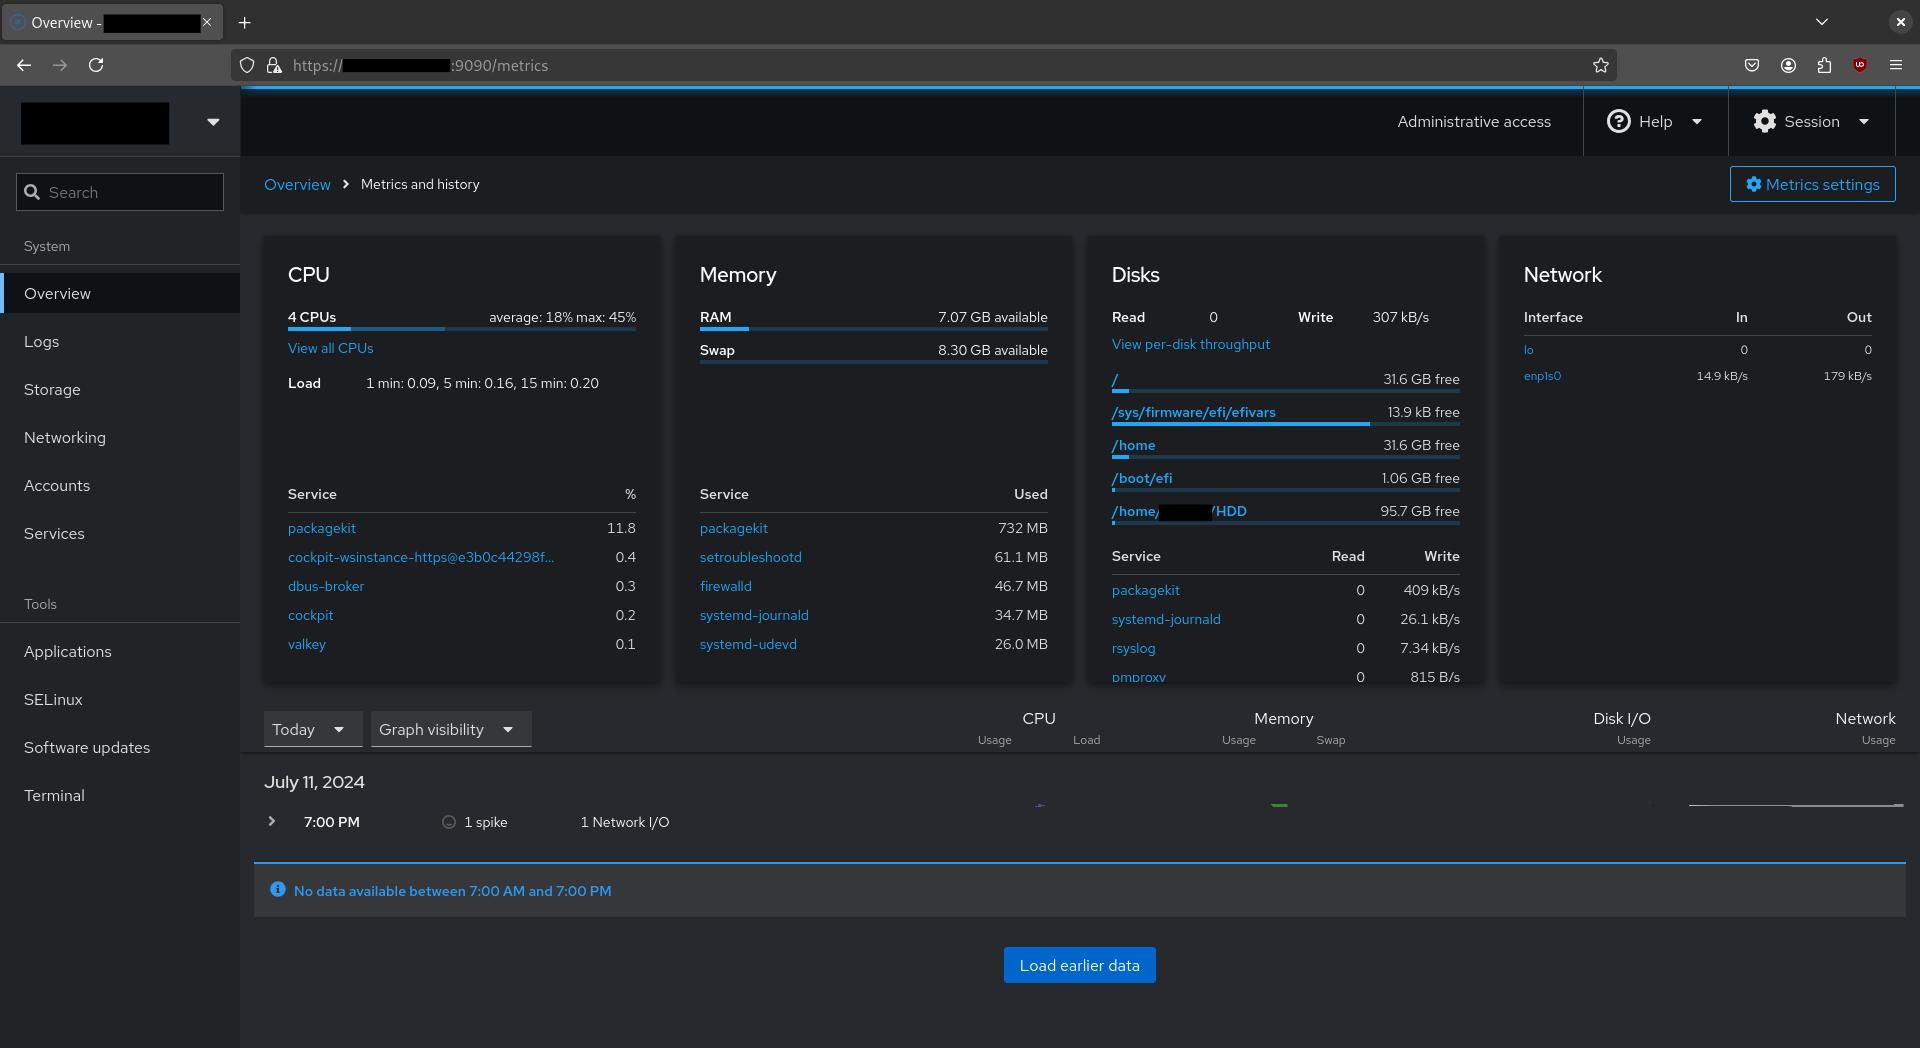 Overview -
https:// :9090/metrics
Administrative access
Help
Session
Search
System
Overview
Logs
Storage
Networking
Accounts
Services
Tools
Applications
SELinux
Software updates
Terminal
Overview > Metrics and history
Metrics settings
CPU
4 CPUs average: 18% max: 45%
View all CPUs
Load 1 min: 0.09, 5 min: 0.16, 15 min: 0.20
Service %
packagekit 11.8
cockpit-wsinstance-https@e3b0c44298f... 0.4
dbus-broker 0.3
cockpit 0.2
valkey 0.1
Memory
RAM 7.07 GB available
Swap 8.30 GB available
Service Used
packagekit 732 MB
setroubleshootd 61.1 MB
firewalld 46.7 MB
systemd-journald 34.7 MB
systemd-udevd 26.0 MB
Disks
Read 0 Write 307 kB/s
View per-disk throughput
/ 31.6 GB free
/sys/firmware/efi/efivars 13.9 kB free
/home 31.6 GB free
/boot/efi 1.06 GB free
/home/ /HDD 95.7 GB free
Service Read Write
packagekit 0 409 kB/s
systemd-journald 0 26.1 kB/s
rsyslog 0 7.34 kB/s
pmproxy 0 815 B/s
Network
Interface In Out
lo 0 0
enp1s0 14.9 kB/s 179 kB/s
Today
Graph visibility
CPU
Usage Load
Memory
Usage Swap
Disk I/O
Usage
Network
Usage
July 11, 2024
7:00 PM 1 spike 1 Network I/O
No data available between 7:00 AM and 7:00 PM
Load earlier data